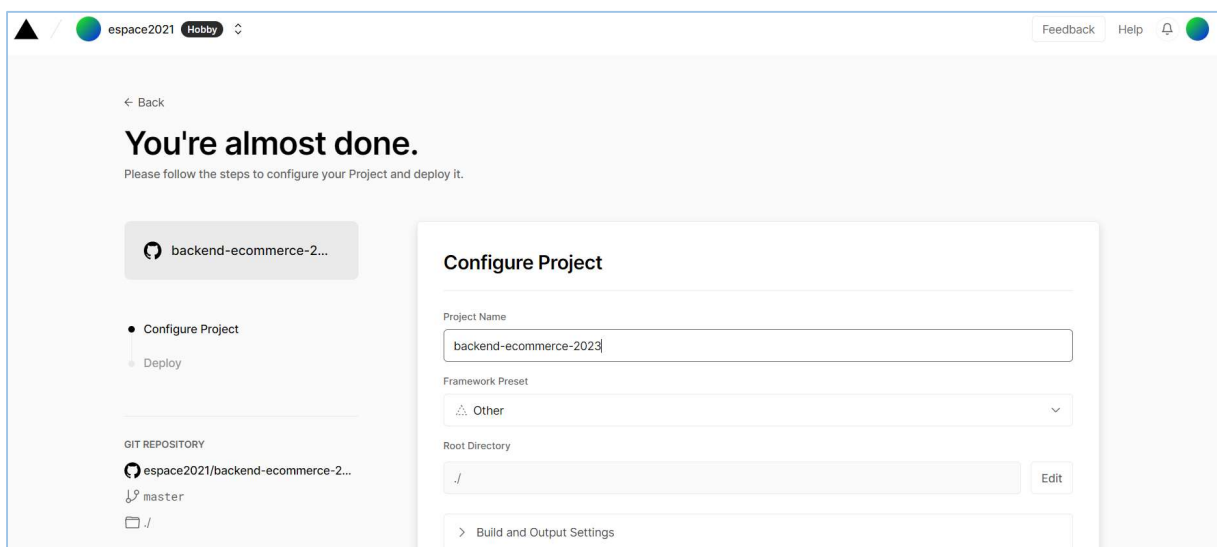 espace2021 Hobby
Feedback Help
← Back
You're almost done.
Please follow the steps to configure your Project and deploy it.
backend-ecommerce-2...
Configure Project
Deploy
GIT REPOSITORY
espace2021/backend-ecommerce-2...
master
./
Configure Project
Project Name
backend-ecommerce-2023
Framework Preset
Other
Root Directory
./
Edit
Build and Output Settings